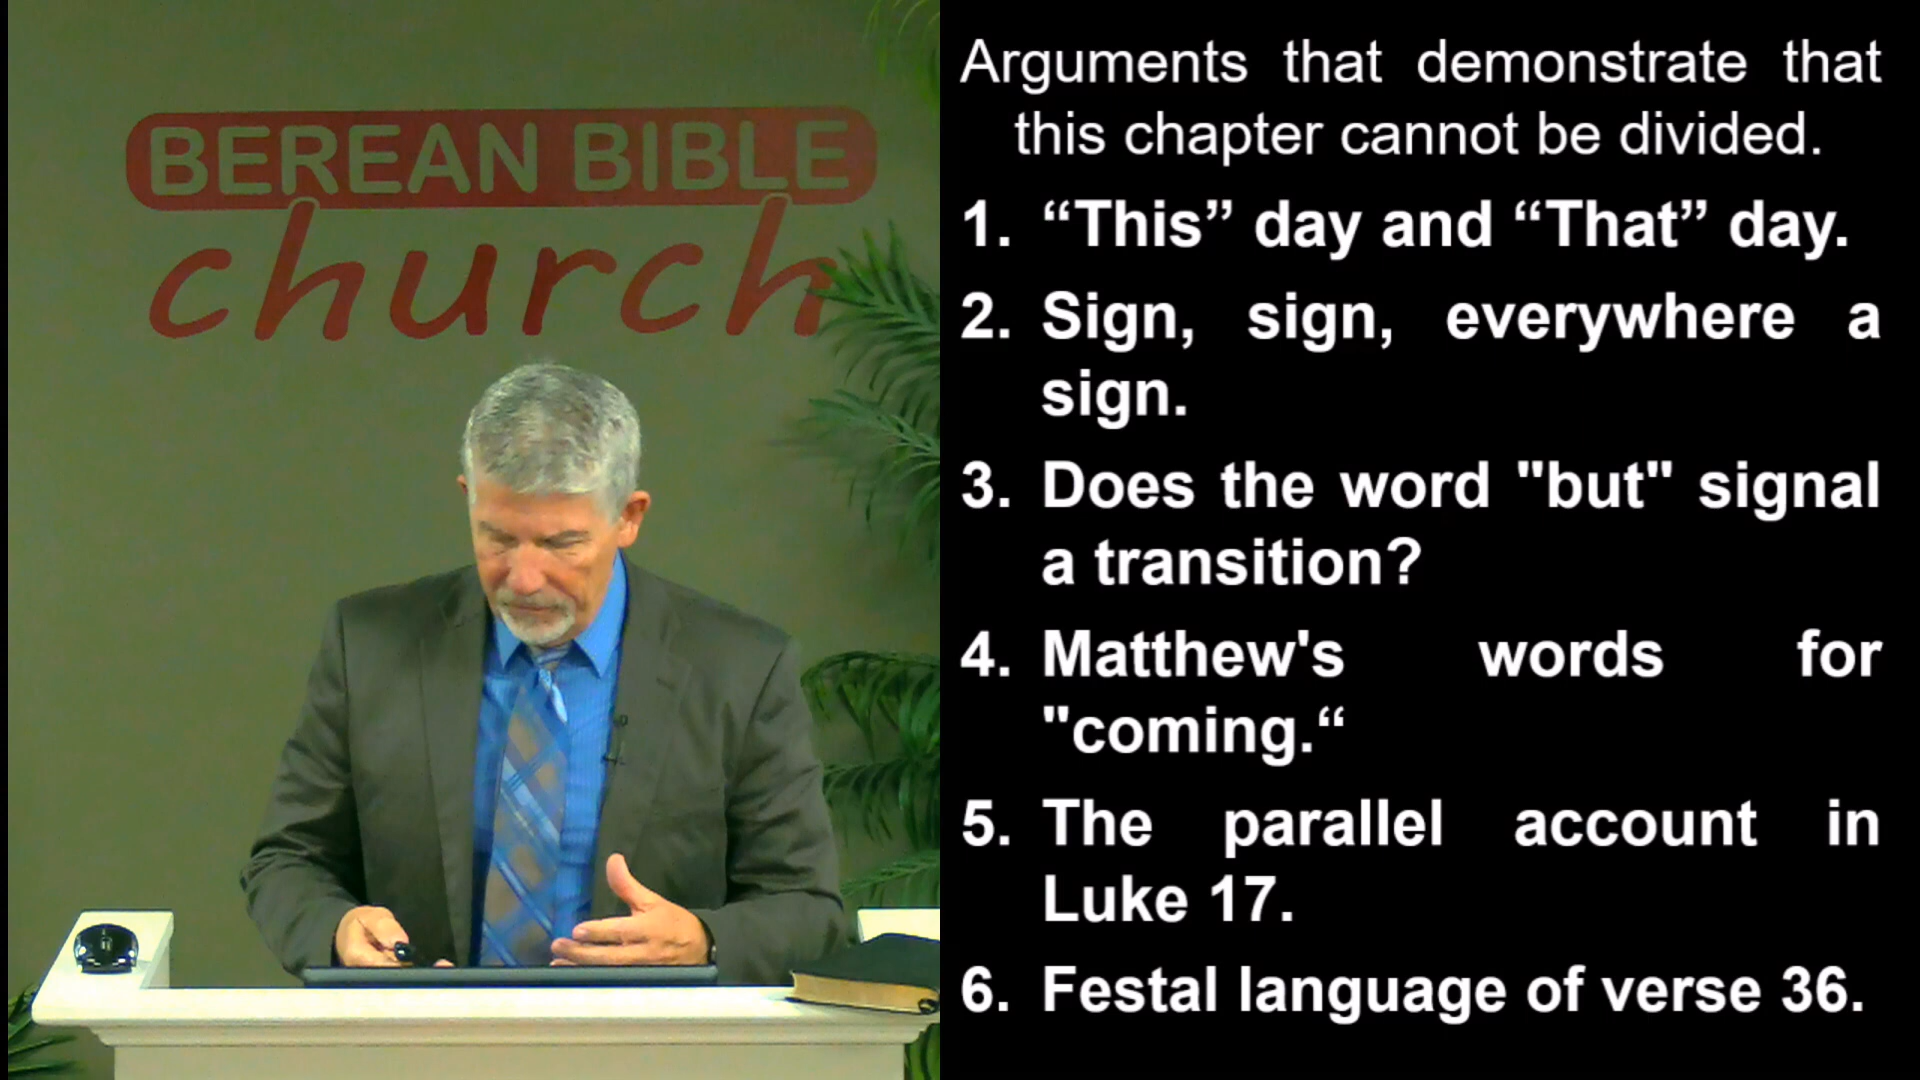 BEREAN BIBLE
church
Arguments that demonstrate that
this chapter cannot be divided.
1. “This” day and “That” day.
2. Sign, sign, everywhere a
sign.
3. Does the word "but" signal
a transition?
4. Matthew's words for
"coming.“
5. The parallel account in
Luke 17.
6. Festal language of verse 36.